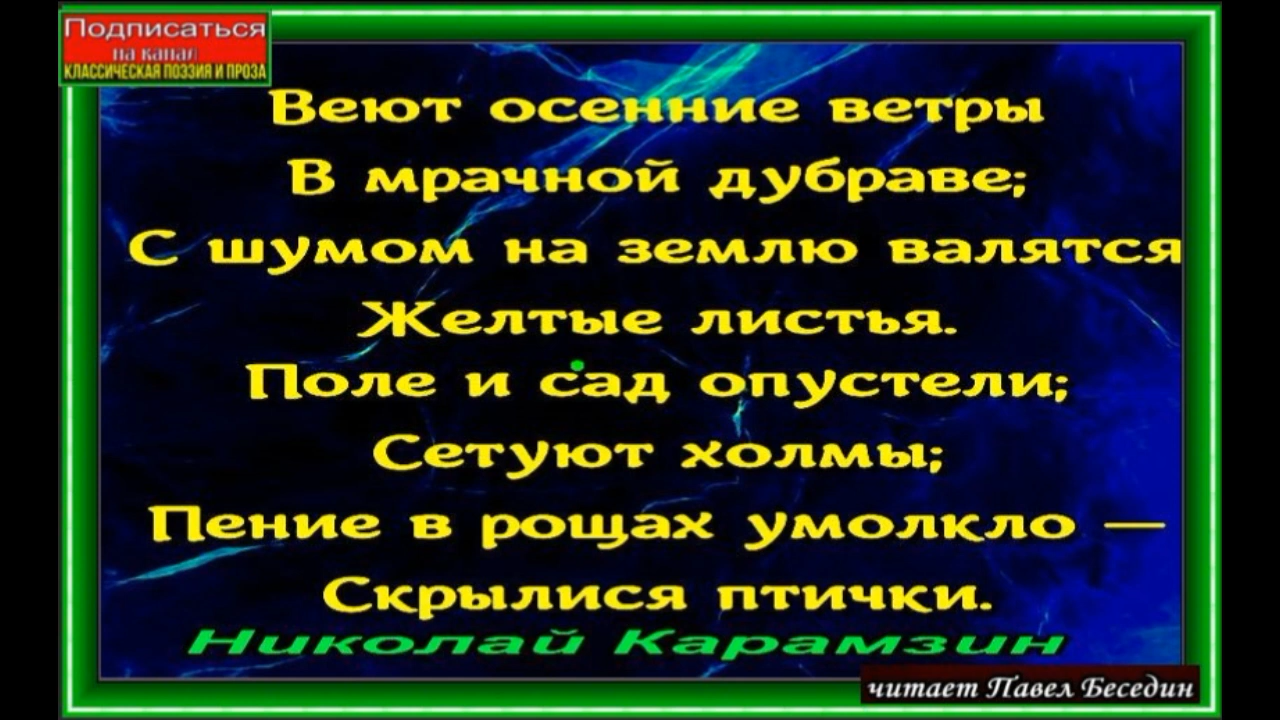 Подписаться
на канал
КЛАССИЧЕСКАЯ ПОЭЗИЯ И ПРОЗА
Веют осенние ветры
В мрачной дубраве;
С шумом на землю валятся
Желтые листья.
Поле и сад опустели;
Сетуют холмы;
Пение в рощах умолкло —
Скрылися птички.
Николай Карамзин
читает Павел Беседин